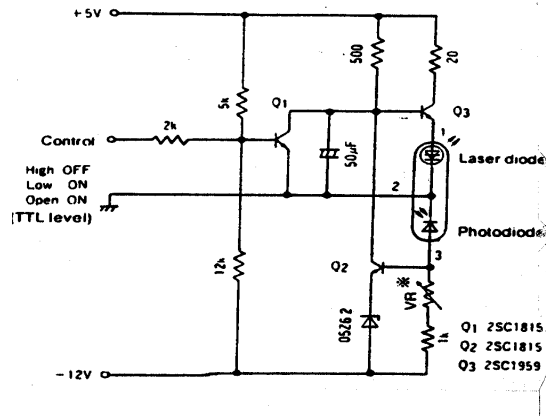 +5V
500
20
5k
Q1
Q3
2k
1
Control
50μF
Laser diode
High OFF
Low ON
Open ON
(TTL level)
2
Photodiode
3
12k
Q2
※
VR
05Z6.2
1k
Q1 2SC1815
Q2 2SC1815
Q3 2SC1959
−12V